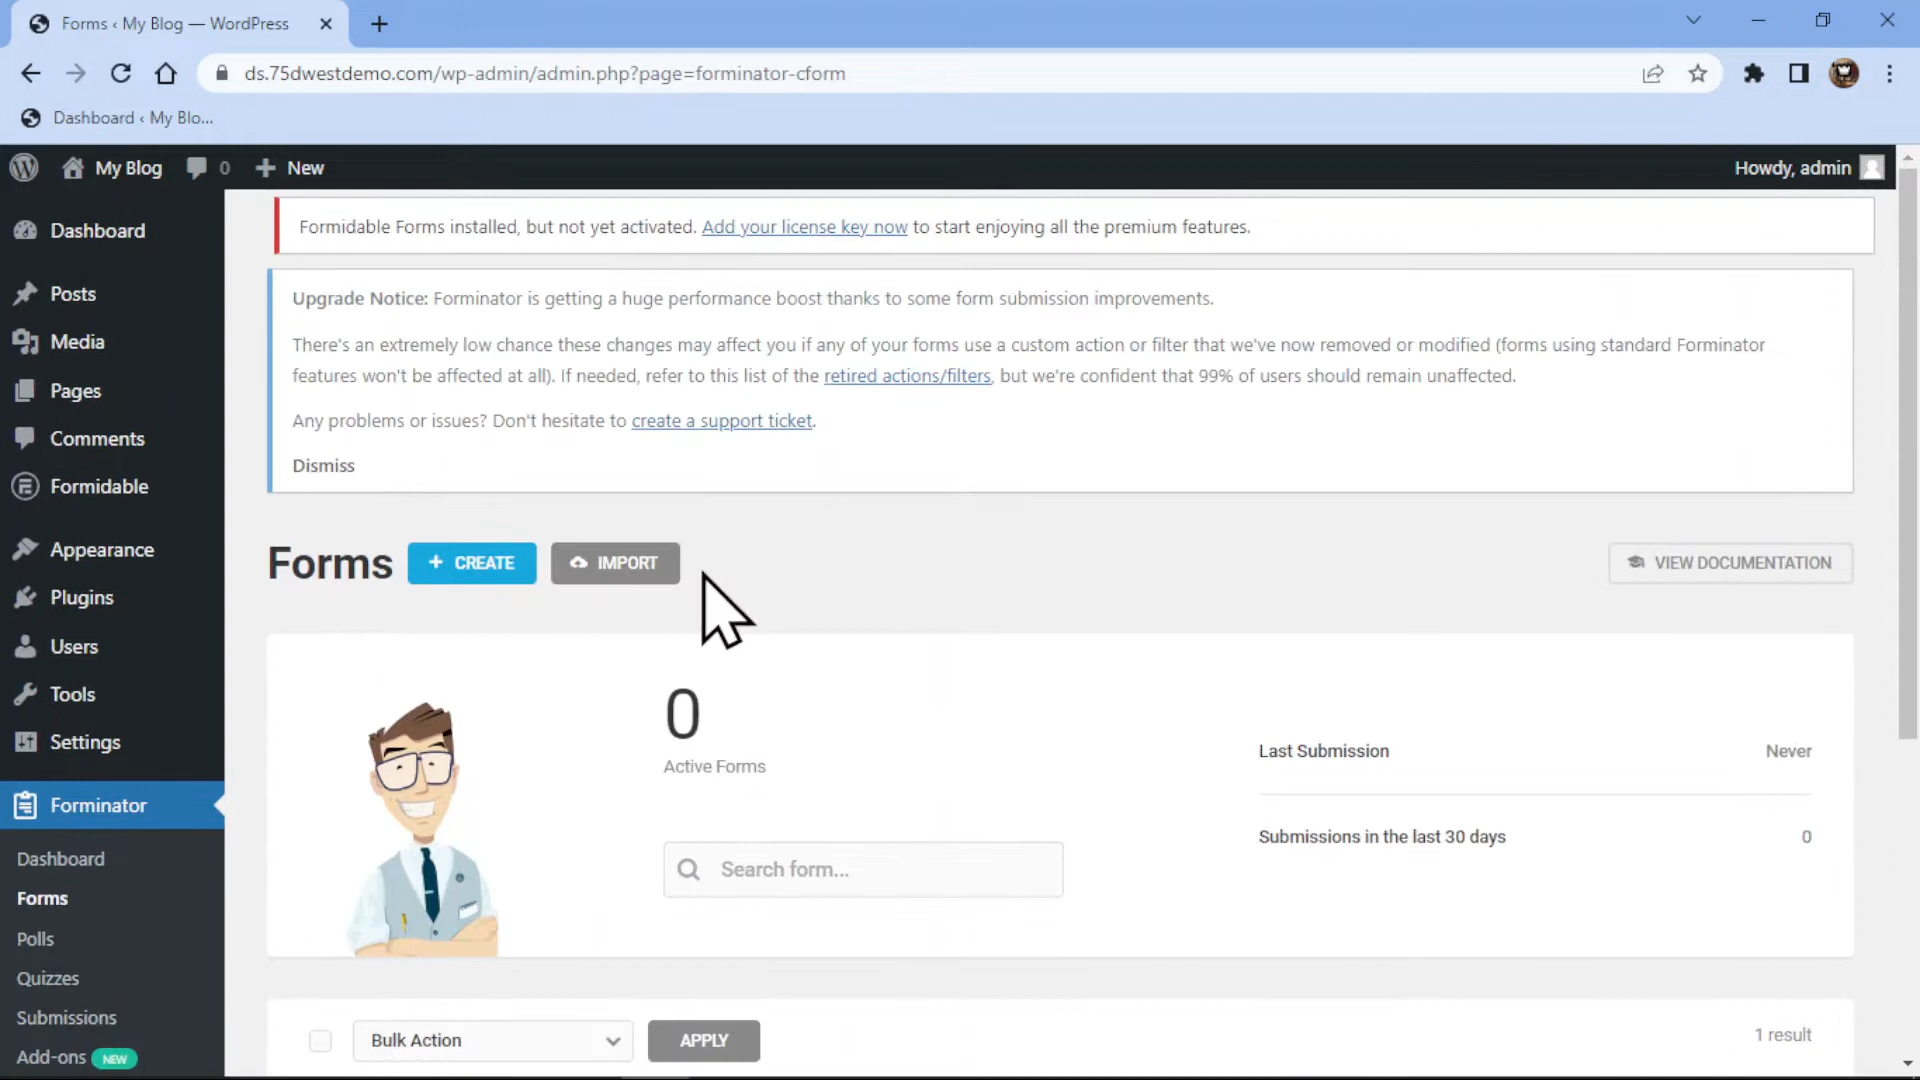 Forms ‹ My Blog — WordPress
ds.75dwestdemo.com/wp-admin/admin.php?page=forminator-cform
Dashboard ‹ My Blo...
My Blog
0
New
Howdy, admin
Dashboard
Posts
Media
Pages
Comments
Formidable
Appearance
Plugins
Users
Tools
Settings
Forminator
Dashboard
Forms
Polls
Quizzes
Submissions
Add-ons NEW
Formidable Forms installed, but not yet activated. Add your license key now to start enjoying all the premium features.
Upgrade Notice: Forminator is getting a huge performance boost thanks to some form submission improvements.
There's an extremely low chance these changes may affect you if any of your forms use a custom action or filter that we've now removed or modified (forms using standard Forminator
features won't be affected at all). If needed, refer to this list of the retired actions/filters, but we're confident that 99% of users should remain unaffected.
Any problems or issues? Don't hesitate to create a support ticket.
Dismiss
Forms
+ CREATE
IMPORT
VIEW DOCUMENTATION
0
Active Forms
Search form...
Last Submission Never
Submissions in the last 30 days 0
Bulk Action
APPLY
1 result